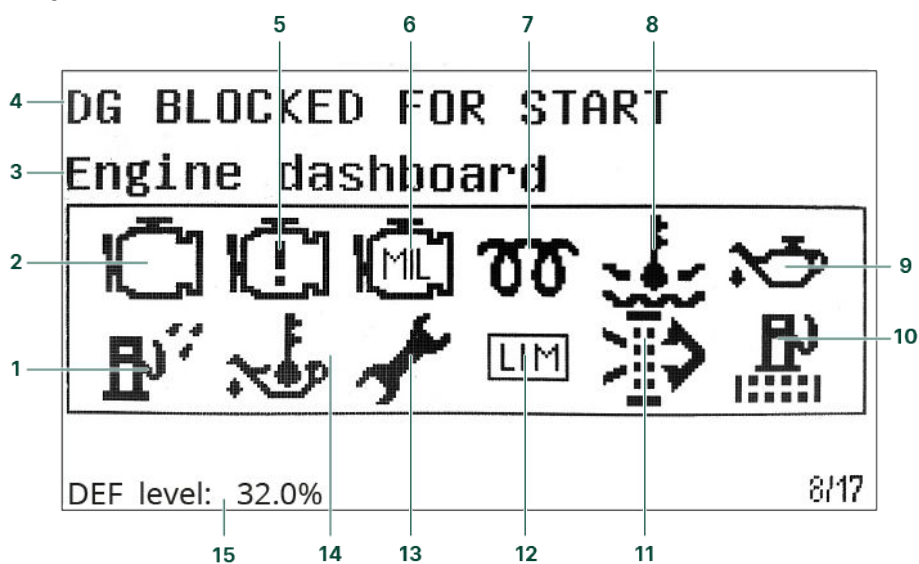 5 6 7 8
4 DG BLOCKED FOR START
3 Engine dashboard
2 MIL 9
1 LIM 10
DEF level: 32.0% 8/17
15 14 13 12 11